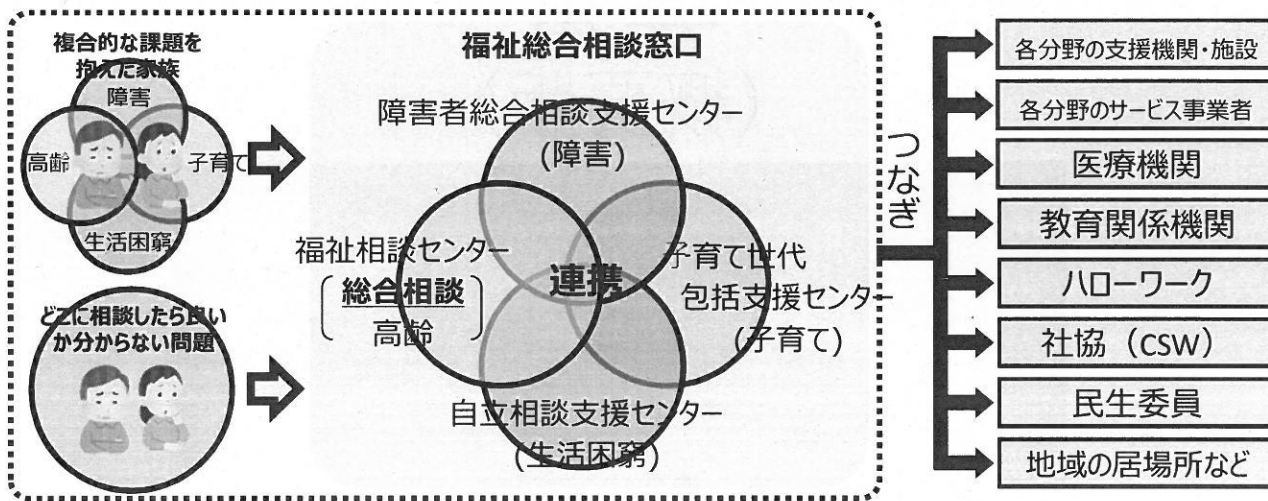 複合的な課題を
抱えた家族
障害
高齢
子育て
生活困窮
どこに相談したら良い
か分からない問題
福祉総合相談窓口
障害者総合相談支援センター
(障害)
福祉相談センター
総合相談
高齢
連携
子育て世代
包括支援センター
(子育て)
自立相談支援センター
(生活困窮)
つなぎ
各分野の支援機関・施設
各分野のサービス事業者
医療機関
教育関係機関
ハローワーク
社協（CSW）
民生委員
地域の居場所など